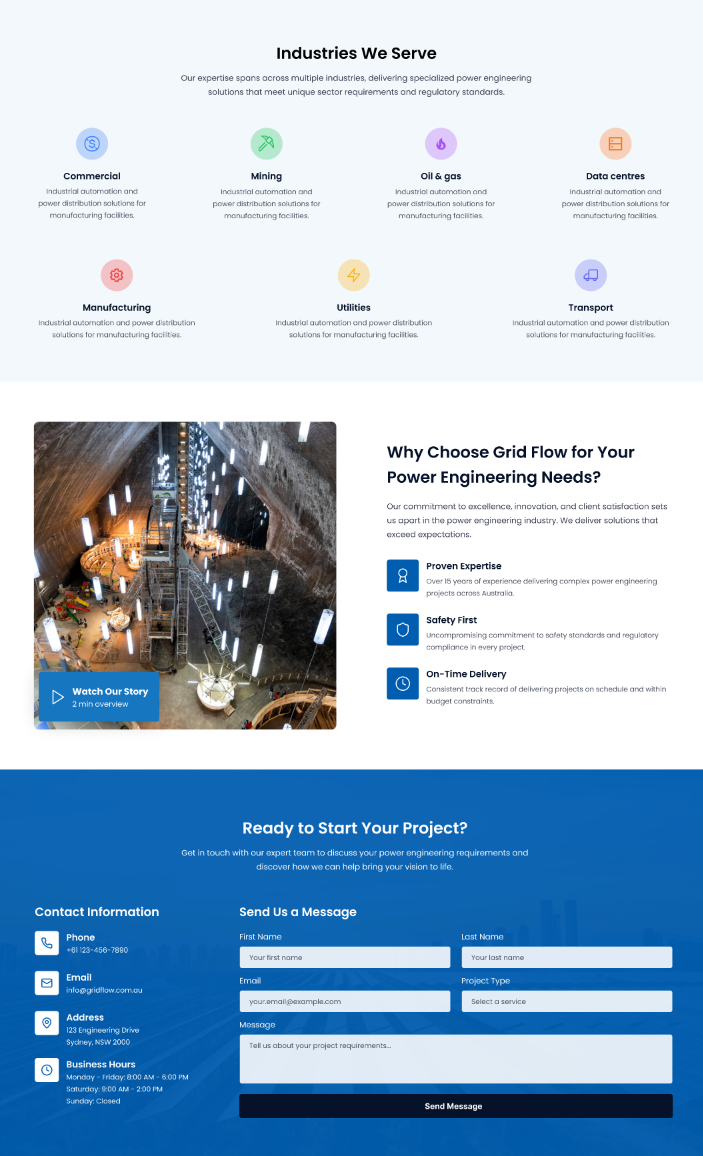 Industries We Serve
Our expertise spans across multiple industries, delivering specialized power engineering
solutions that meet unique sector requirements and regulatory standards.
Commercial
Industrial automation and
power distribution solutions for
manufacturing facilities.
Mining
Industrial automation and
power distribution solutions for
manufacturing facilities.
Oil & gas
Industrial automation and
power distribution solutions for
manufacturing facilities.
Data centres
Industrial automation and
power distribution solutions for
manufacturing facilities.
Manufacturing
Industrial automation and power distribution
solutions for manufacturing facilities.
Utilities
Industrial automation and power distribution
solutions for manufacturing facilities.
Transport
Industrial automation and power distribution
solutions for manufacturing facilities.
Watch Our Story
2 min overview
Why Choose Grid Flow for Your
Power Engineering Needs?
Our commitment to excellence, innovation, and client satisfaction sets
us apart in the power engineering industry. We deliver solutions that
exceed expectations.
Proven Expertise
Over 15 years of experience delivering complex power engineering
projects across Australia.
Safety First
Uncompromising commitment to safety standards and regulatory
compliance in every project.
On-Time Delivery
Consistent track record of delivering projects on schedule and within
budget constraints.
Ready to Start Your Project?
Get in touch with our expert team to discuss your power engineering requirements and
discover how we can help bring your vision to life.
Contact Information
Phone
+61 123-456-7890
Email
info@gridflow.com.au
Address
123 Engineering Drive
Sydney, NSW 2000
Business Hours
Monday - Friday: 8:00 AM - 6:00 PM
Saturday: 9:00 AM - 2:00 PM
Sunday: Closed
Send Us a Message
First Name
Your first name
Last Name
Your last name
Email
your.email@example.com
Project Type
Select a service
Message
Tell us about your project requirements...
Send Message